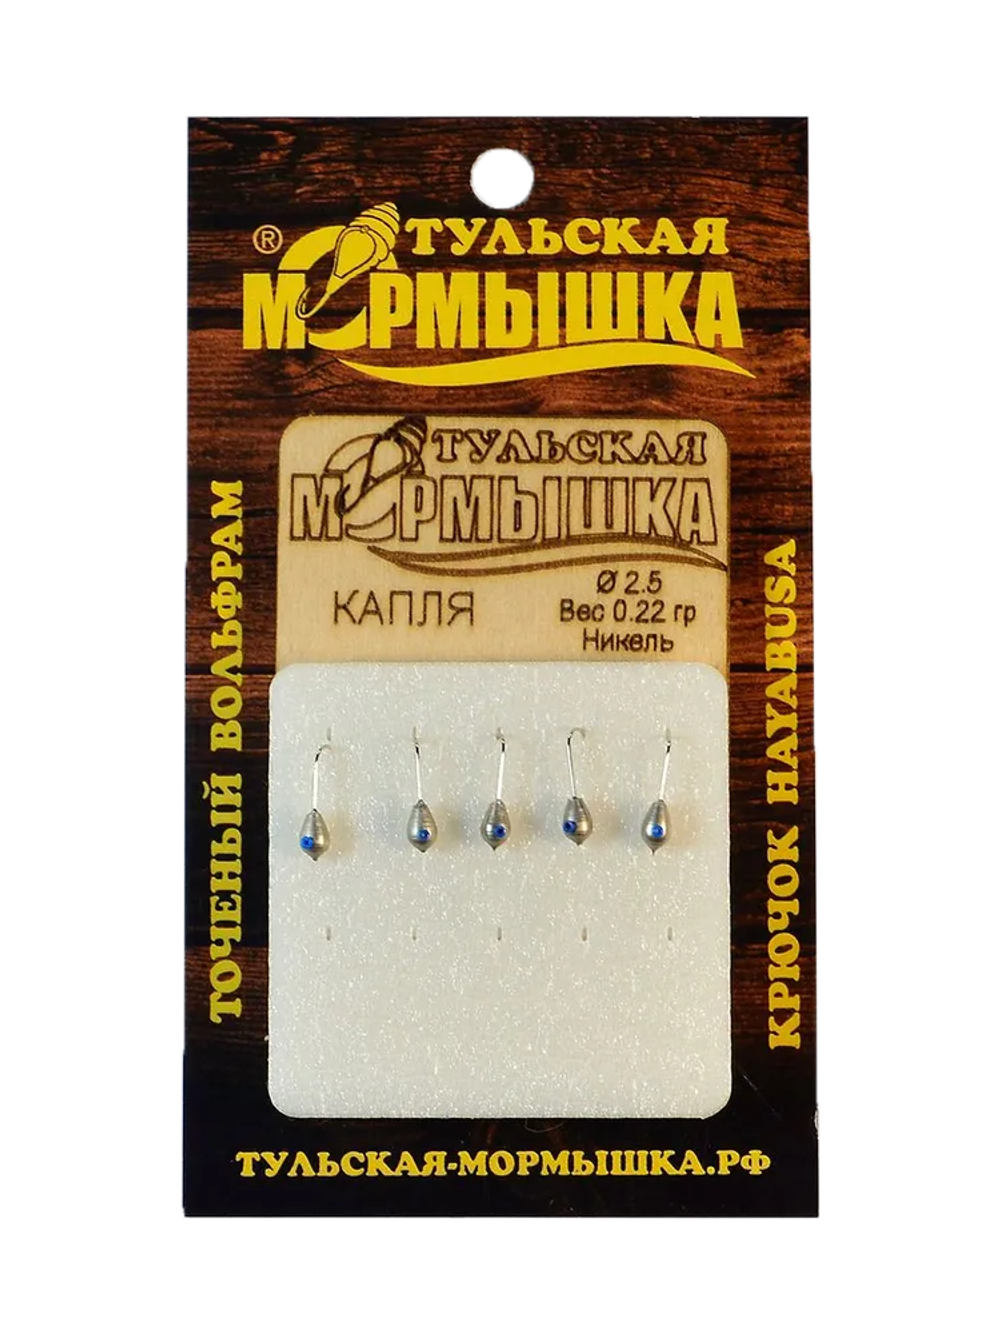 ® ТУЛЬСКАЯ
МОРМЫШКА
ТУЛЬСКАЯ
МОРМЫШКА
КАПЛЯ
Ø 2.5
Вес 0.22 гр
Никель
ТОЧЕНЫЙ ВОЛЬФРАМ
КРЮЧОК HAYABUSA
ТУЛЬСКАЯ-МОРМЫШКА.РФ